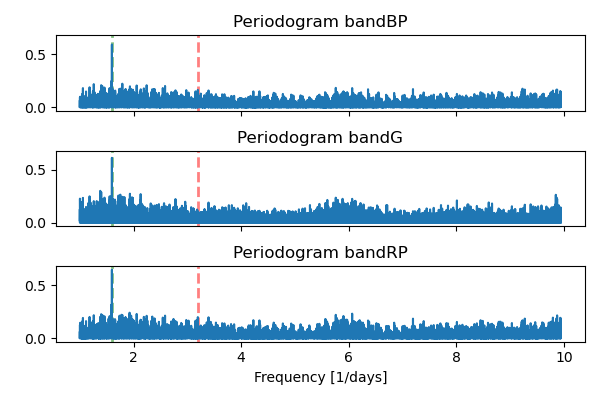 Periodogram bandBP
0.5
0.0
Periodogram bandG
0.5
0.0
Periodogram bandRP
0.5
0.0
2 4 6 8 10
Frequency [1/days]